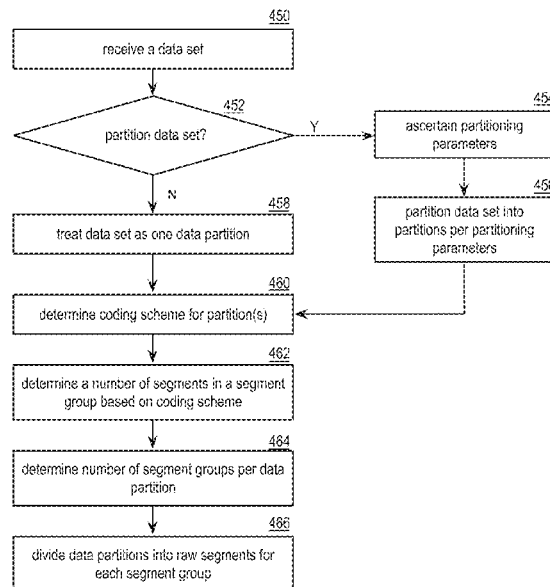 450
receive a data set
452
partition data set?
Y
N
454
ascertain partitioning
parameters
456
partition data set into
partitions per partitioning
parameters
458
treat data set as one data partition
460
determine coding scheme for partition(s)
462
determine a number of segments in a segment
group based on coding scheme
464
determine number of segment groups per data
partition
466
divide data partitions into raw segments for
each segment group